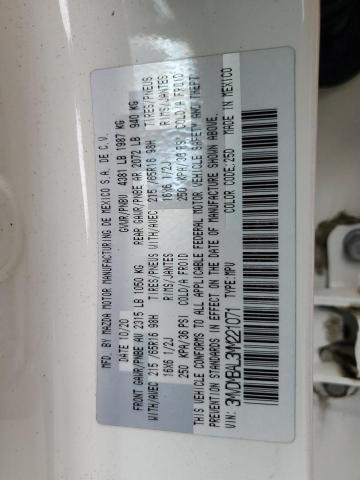 MFD. BY MAZDA MOTOR MANUFACTURING DE MEXICO S.A. DE C.V.
DATE: 10/20 GVWR/PNBV 4381 LB 1987 KG
FRONT GAWR/PNBE AV 2315 LB 1050 KG REAR GAWR/PNBE AR 2072 LB 940 KG
WITH/AVEC 215/65R16 98H TIRES/PNEUS WITH/AVEC 215/65R16 98H TIRES/PNEUS
16X6 1/2J RIMS/JANTES 16X6 1/2J RIMS/JANTES
250 KPA/36 PSI COLD/A FROID 250 KPA/36 PSI COLD/A FROID
THIS VEHICLE CONFORMS TO ALL APPLICABLE FEDERAL MOTOR VEHICLE SAFETY AND THEFT
PREVENTION STANDARDS IN EFFECT ON THE DATE OF MANUFACTURE SHOWN ABOVE.
MADE IN MEXICO
VIN: 3MVDMBAL3MM221071 TYPE:MPV COLOR CODE:25D